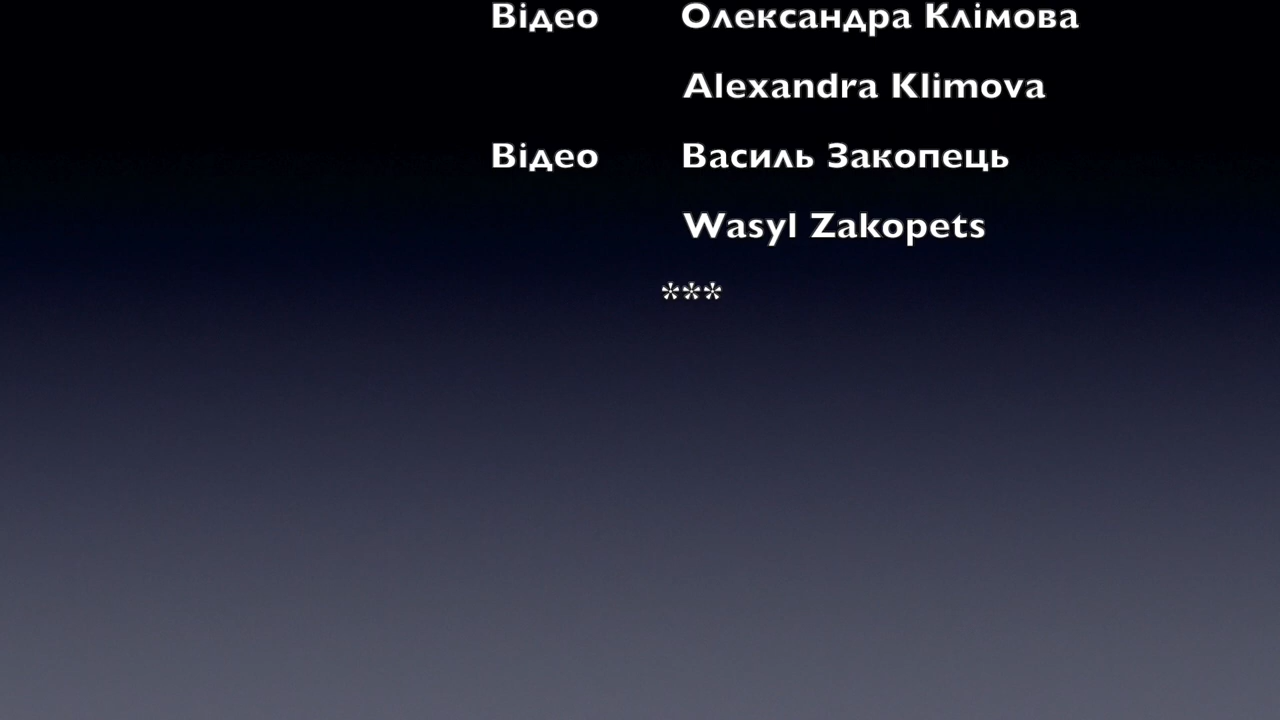 Відео Олександра Клімова
Alexandra Klimova
Відео Василь Закопець
Wasyl Zakopets
***